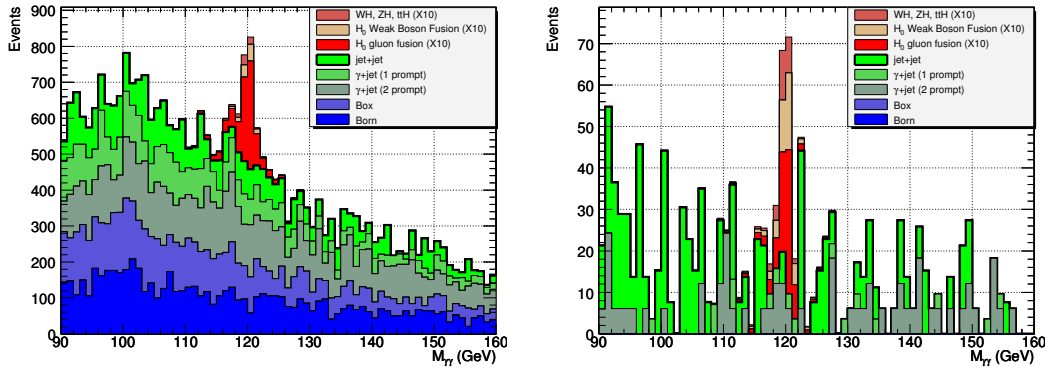 Events
900
800
700
600
500
400
300
200
100
0
90 100 110 120 130 140 150 160
Mγγ (GeV)
WH, ZH, ttH (X10)
H₀ Weak Boson Fusion (X10)
H₀ gluon fusion (X10)
jet+jet
γ+jet (1 prompt)
γ+jet (2 prompt)
Box
Born
Events
70
60
50
40
30
20
10
0
90 100 110 120 130 140 150 160
Mγγ (GeV)
WH, ZH, ttH (X10)
H₀ Weak Boson Fusion (X10)
H₀ gluon fusion (X10)
jet+jet
γ+jet (1 prompt)
γ+jet (2 prompt)
Box
Born